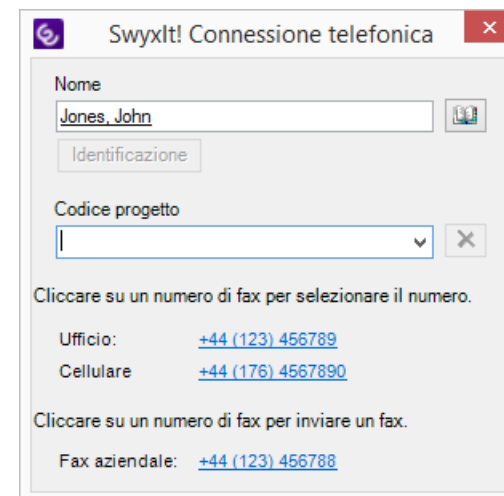 SwyxIt! Connessione telefonica
Nome
Jones, John
Identificazione
Codice progetto
Cliccare su un numero di fax per selezionare il numero.
Ufficio: +44 (123) 456789
Cellulare +44 (176) 4567890
Cliccare su un numero di fax per inviare un fax.
Fax aziendale: +44 (123) 456788